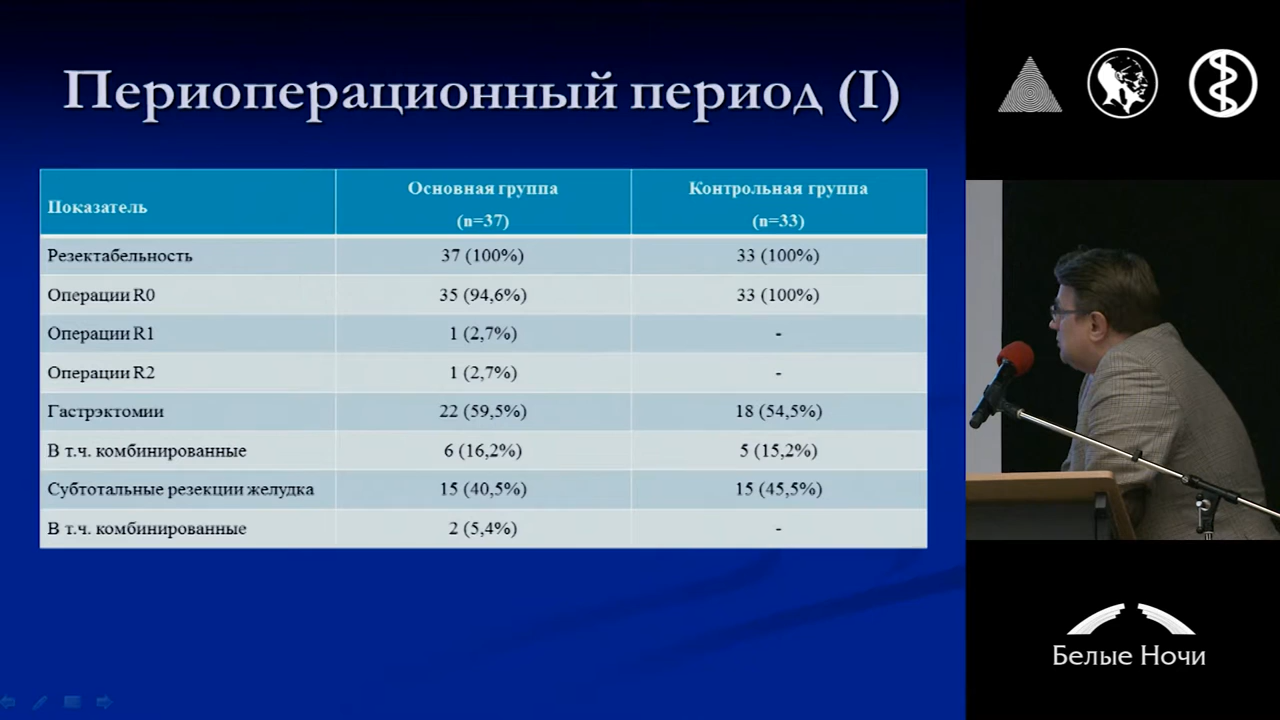 Периоперационный период (I)
Показатель
Основная группа
(n=37)
Контрольная группа
(n=33)
Резектабельность 37 (100%) 33 (100%)
Операции R0 35 (94,6%) 33 (100%)
Операции R1 1 (2,7%) -
Операции R2 1 (2,7%) -
Гастрэктомии 22 (59,5%) 18 (54,5%)
В т.ч. комбинированные 6 (16,2%) 5 (15,2%)
Субтотальные резекции желудка 15 (40,5%) 15 (45,5%)
В т.ч. комбинированные 2 (5,4%) -
Белые Ночи